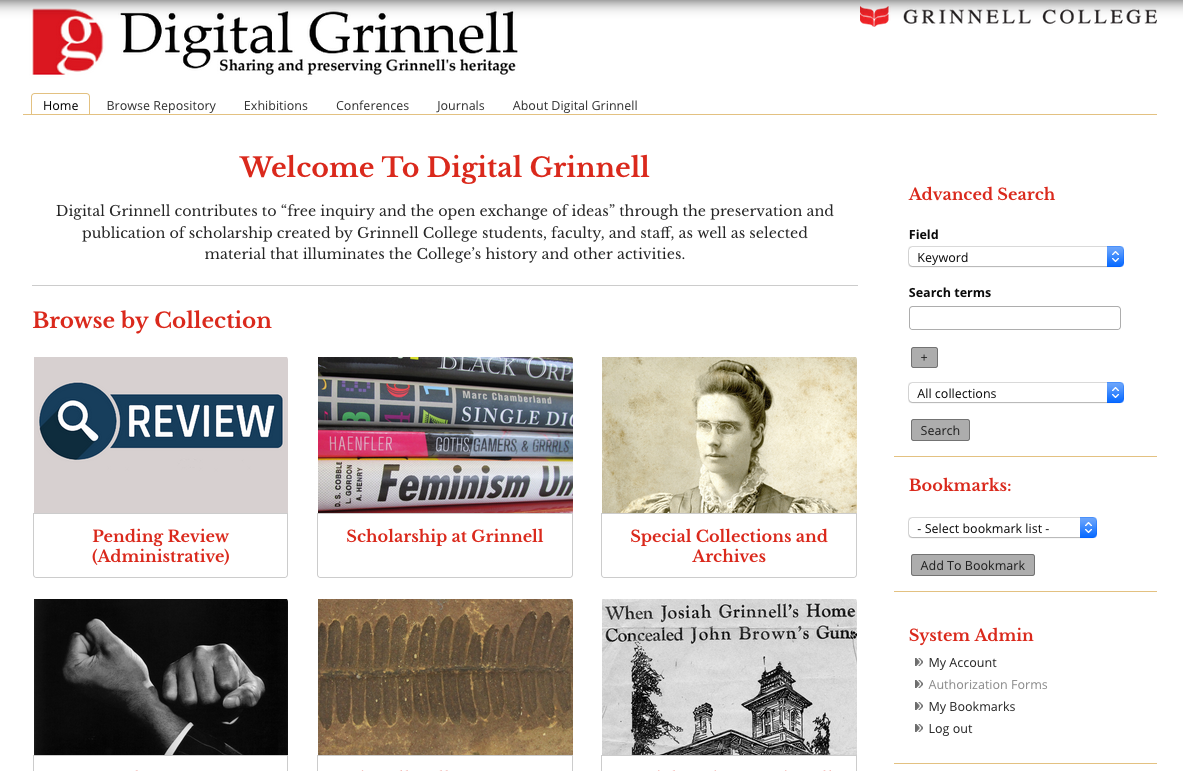 g Digital Grinnell
Sharing and preserving Grinnell's heritage
GRINNELL COLLEGE
Home Browse Repository Exhibitions Conferences Journals About Digital Grinnell
Welcome To Digital Grinnell
Digital Grinnell contributes to “free inquiry and the open exchange of ideas” through the preservation and
publication of scholarship created by Grinnell College students, faculty, and staff, as well as selected
material that illuminates the College’s history and other activities.
Browse by Collection
REVIEW
Pending Review
(Administrative)
BLACK
Marc Chamberland
SINGLE
HAENFLER GOTHS, GAMERS, & GRRRLS
D. S. COBBLE
L. GORDON
A. HENRY
Feminism
Scholarship at Grinnell
Special Collections and
Archives
When Josiah Grinnell's Home
Concealed John Brown's Guns
Advanced Search
Field
Keyword
Search terms
+
All collections
Search
Bookmarks:
- Select bookmark list -
Add To Bookmark
System Admin
My Account
Authorization Forms
My Bookmarks
Log out